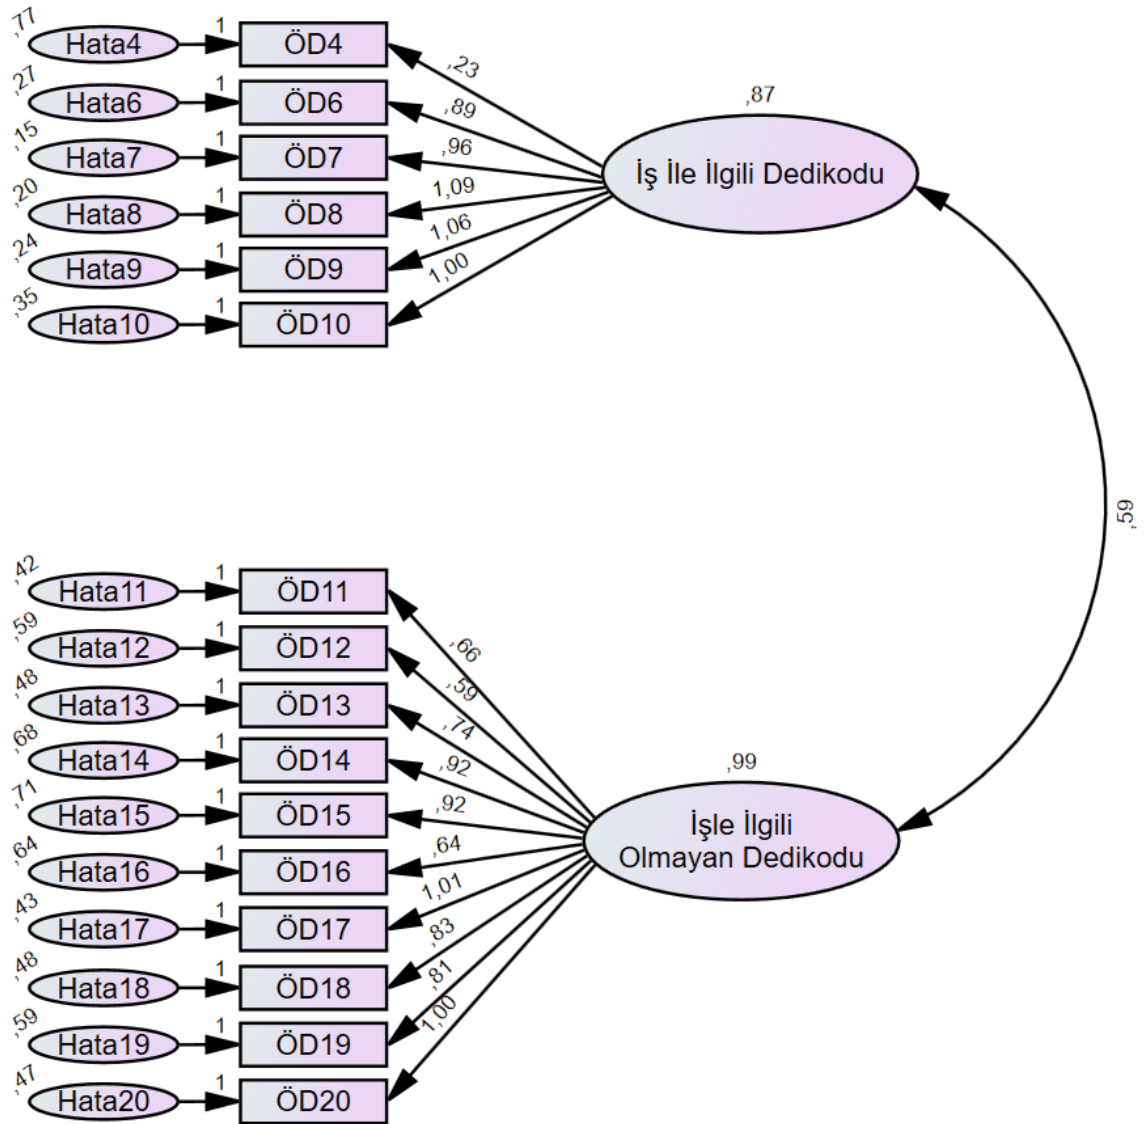 ,77
Hata4
1
ÖD4
,23
,27
Hata6
1
ÖD6
,89
,15
Hata7
1
ÖD7
,96
,20
Hata8
1
ÖD8
1,09
,24
Hata9
1
ÖD9
1,06
,35
Hata10
1
ÖD10
1,00
,87
İş İle İlgili Dedikodu
,59
,42
Hata11
1
ÖD11
,66
,59
Hata12
1
ÖD12
,59
,48
Hata13
1
ÖD13
,74
,68
Hata14
1
ÖD14
,92
,71
Hata15
1
ÖD15
,92
,64
Hata16
1
ÖD16
,64
,43
Hata17
1
ÖD17
1,01
,48
Hata18
1
ÖD18
,83
,59
Hata19
1
ÖD19
,81
,47
Hata20
1
ÖD20
1,00
,99
İşle İlgili
Olmayan Dedikodu